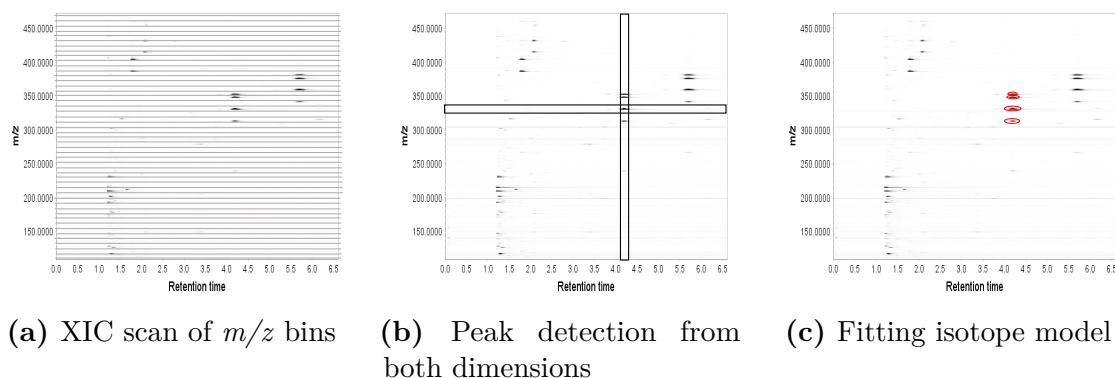 450.0000
400.0000
350.0000
300.0000
250.0000
200.0000
150.0000
m/z
0.0 0.5 1.0 1.5 2.0 2.5 3.0 3.5 4.0 4.5 5.0 5.5 6.0 6.5
Retention time
(a) XIC scan of m/z bins
450.0000
400.0000
350.0000
300.0000
250.0000
200.0000
150.0000
m/z
0.0 0.5 1.0 1.5 2.0 2.5 3.0 3.5 4.0 4.5 5.0 5.5 6.0 6.5
Retention time
(b) Peak detection from
both dimensions
450.0000
400.0000
350.0000
300.0000
250.0000
200.0000
150.0000
m/z
0.0 0.5 1.0 1.5 2.0 2.5 3.0 3.5 4.0 4.5 5.0 5.5 6.0 6.5
Retention time
(c) Fitting isotope model